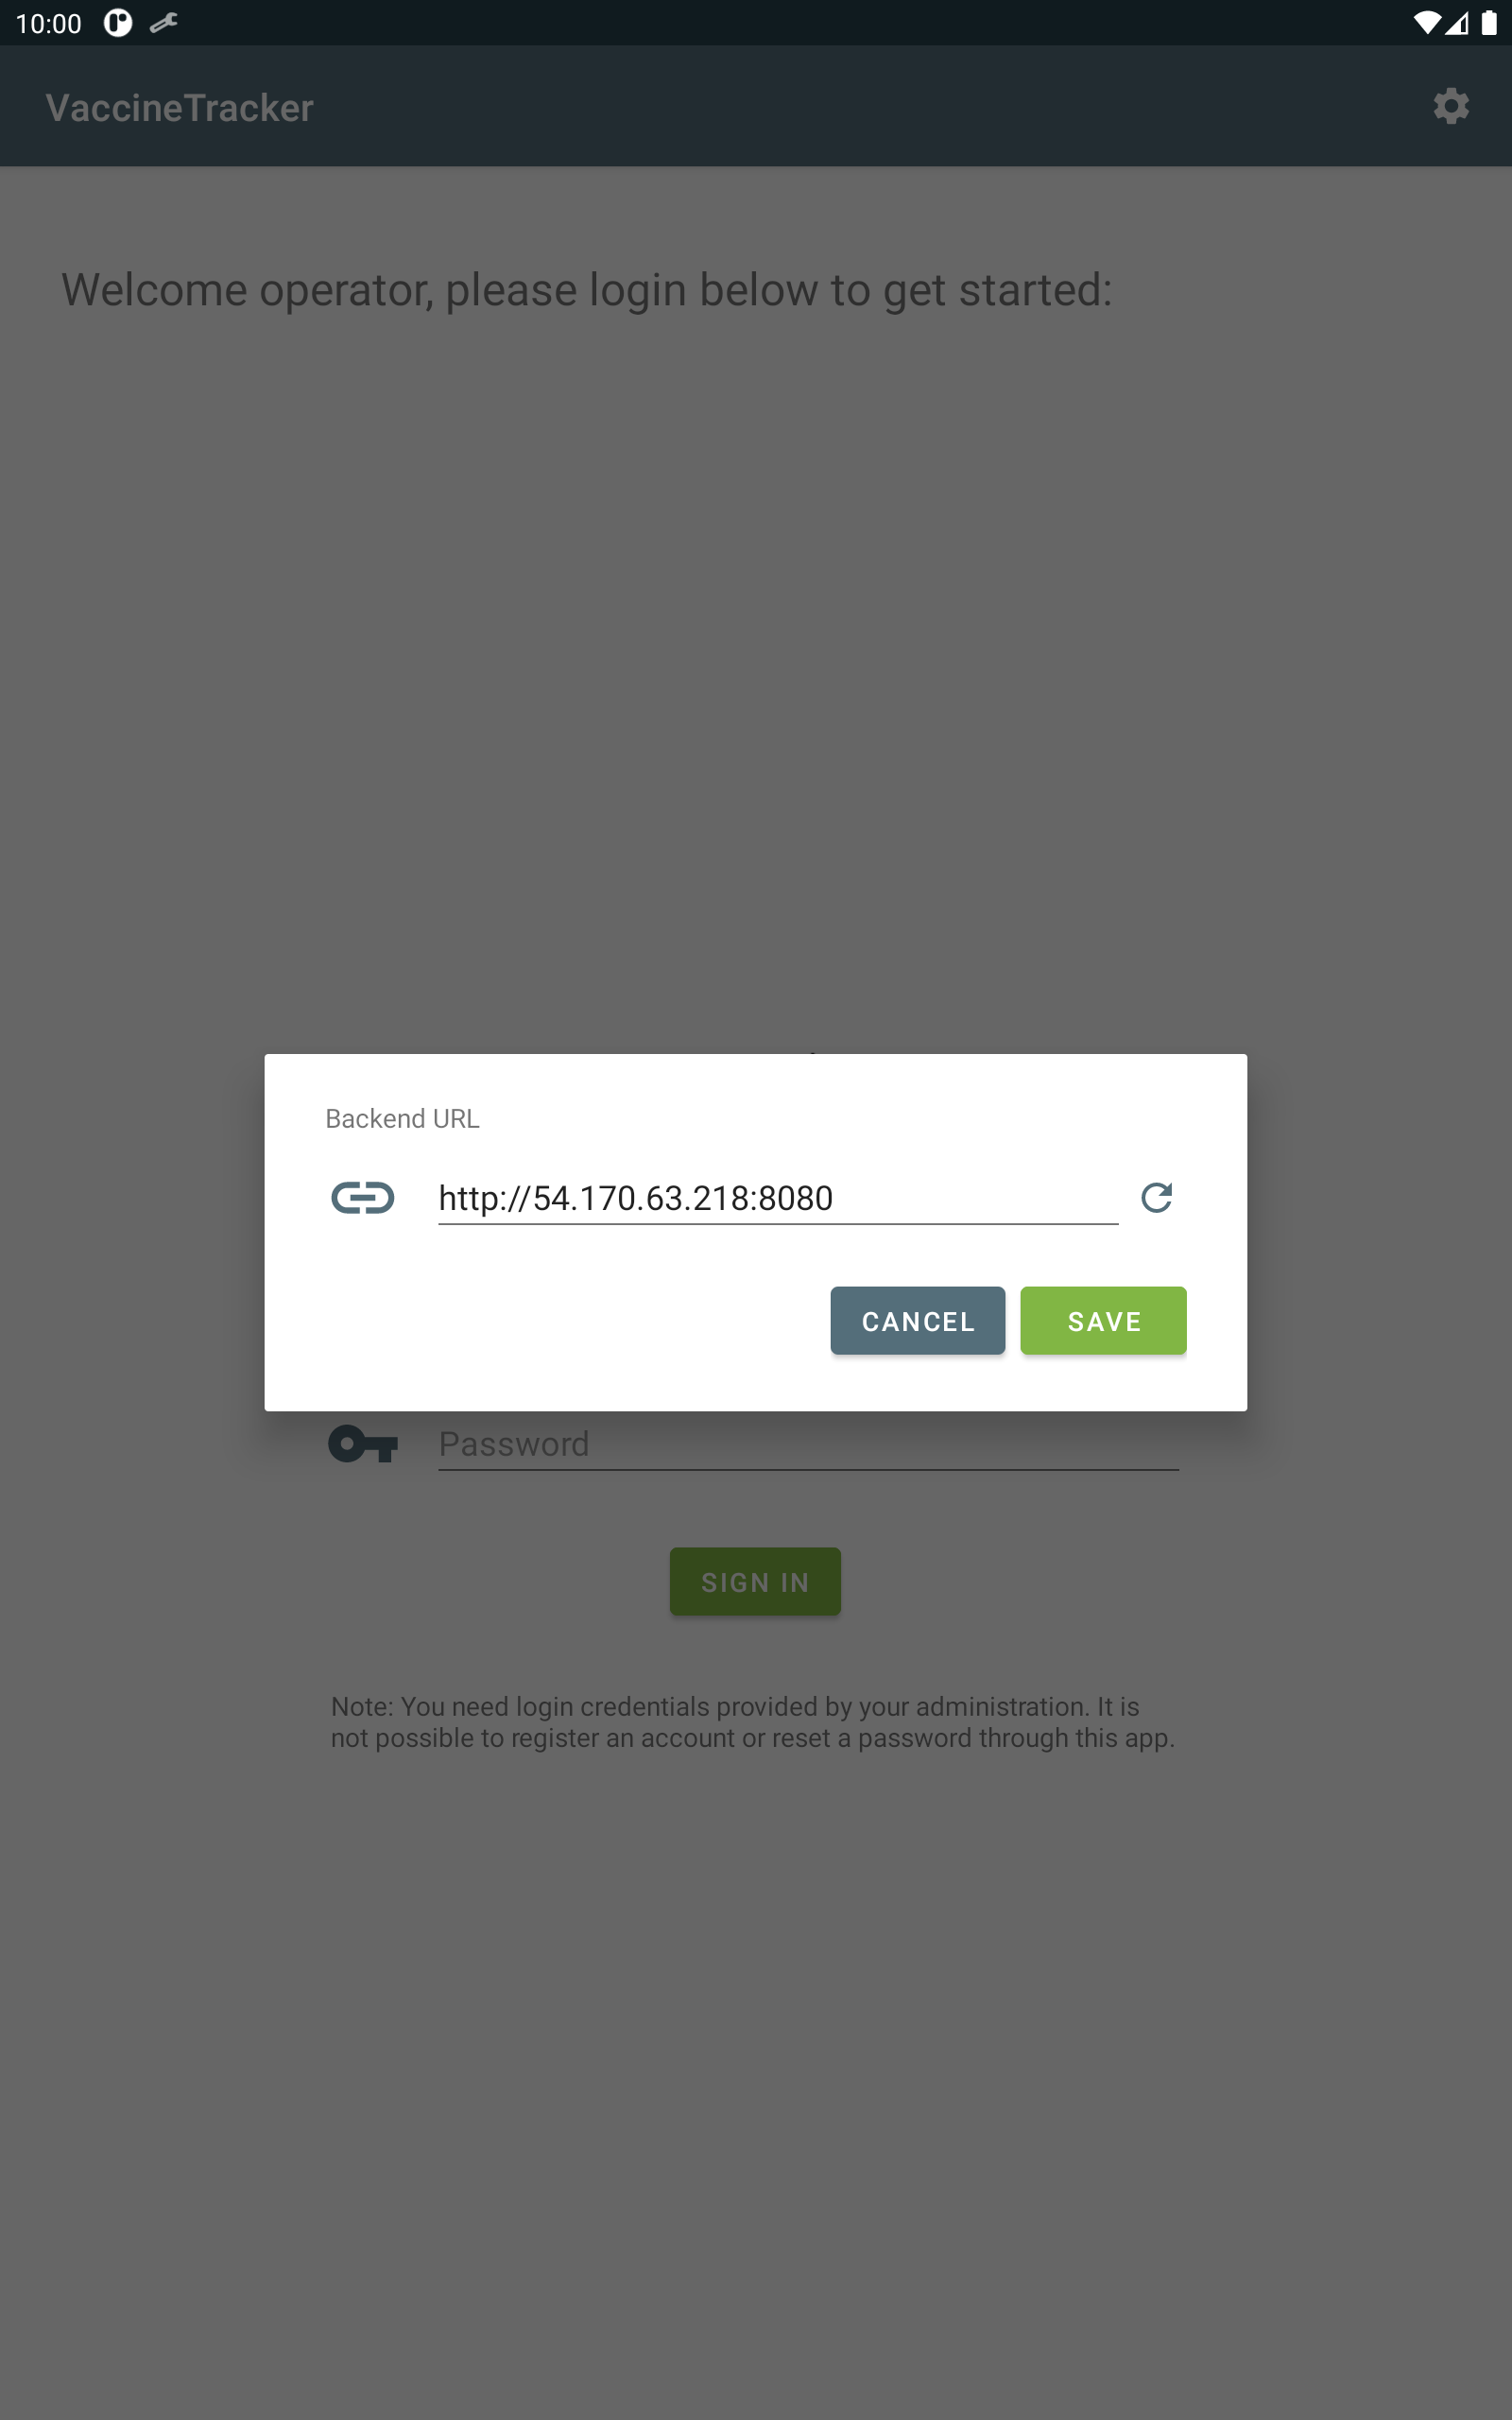 10:00
VaccineTracker
Welcome operator, please login below to get started:
Backend URL
http://54.170.63.218:8080
CANCEL
SAVE
Password
SIGN IN
Note: You need login credentials provided by your administration. It is
not possible to register an account or reset a password through this app.